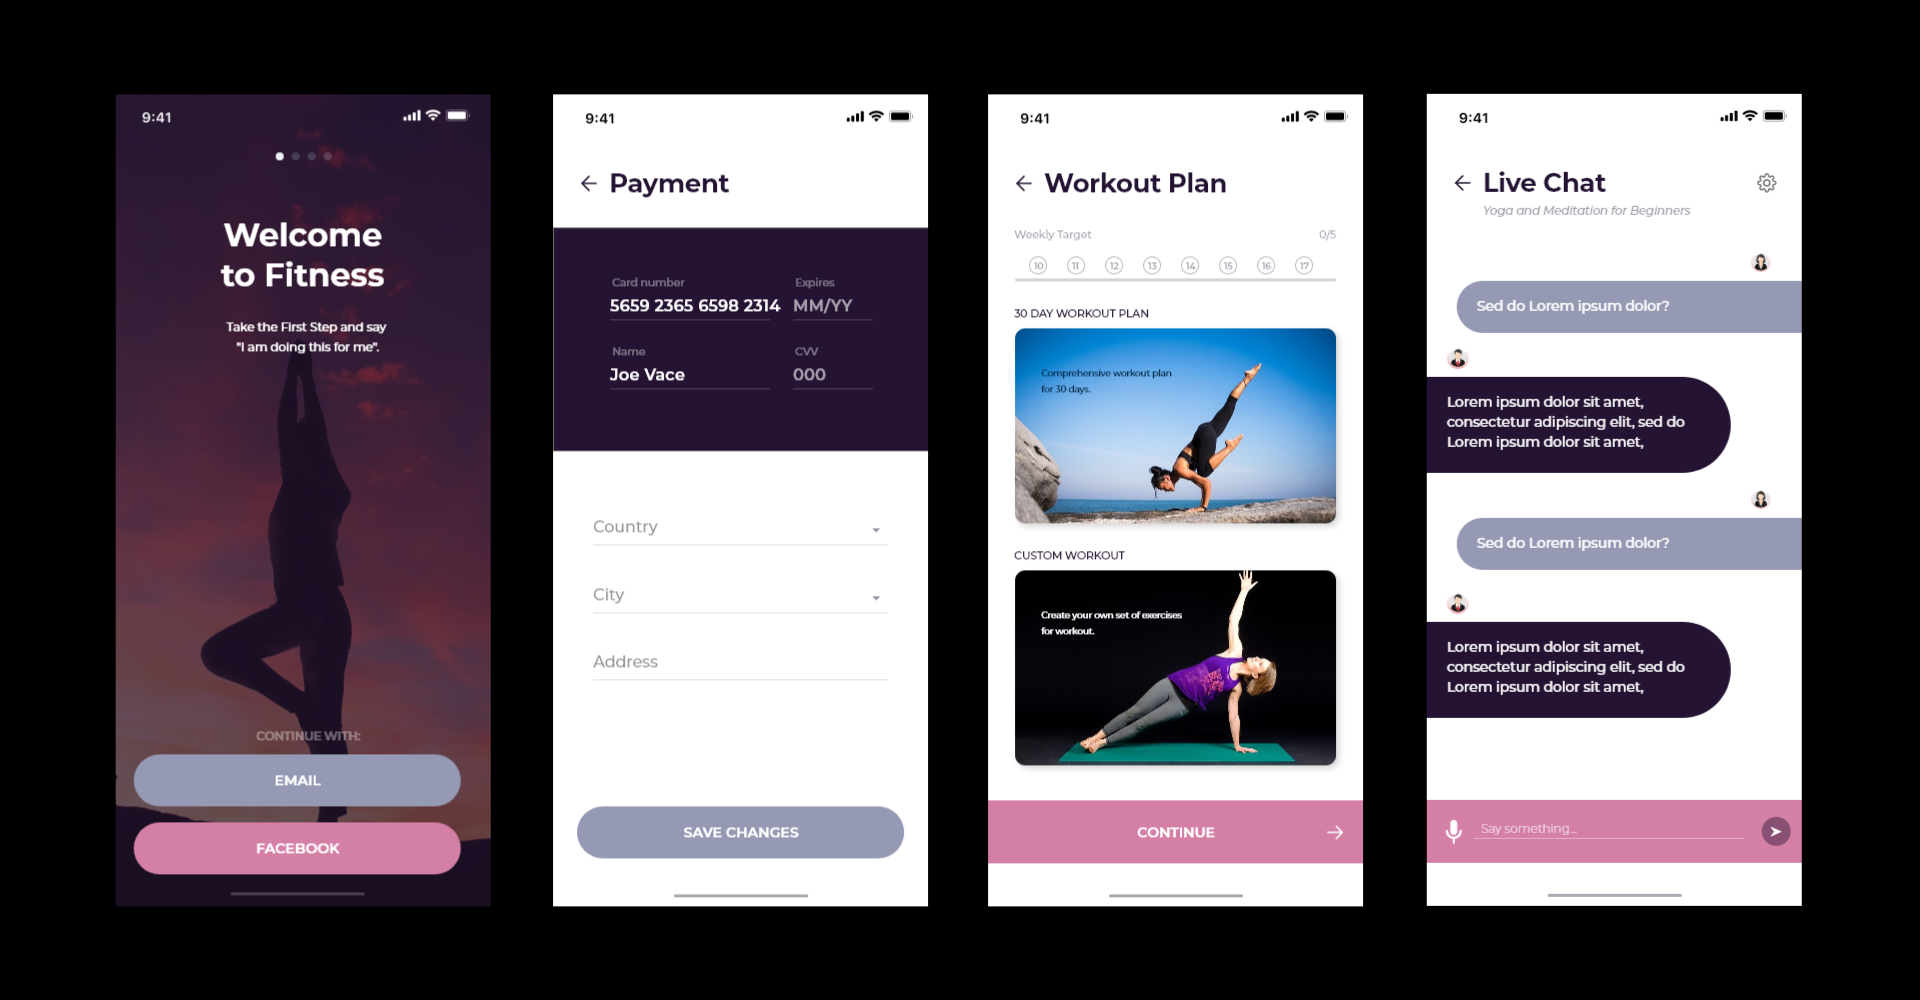 9:41
Welcome
to Fitness
Take the First Step and say
"I am doing this for me".
CONTINUE WITH:
EMAIL
FACEBOOK
9:41
Payment
Card number
Expires
5659 2365 6598 2314
MM/YY
Name
CVV
Joe Vace
000
Country
City
Address
SAVE CHANGES
9:41
Workout Plan
Weekly Target
0/5
10 11 12 13 14 15 16 17
30 DAY WORKOUT PLAN
Comprehensive workout plan
for 30 days.
CUSTOM WORKOUT
Create your own set of exercises
for workout.
CONTINUE
9:41
Live Chat
Yoga and Meditation for Beginners
Sed do Lorem ipsum dolor?
Lorem ipsum dolor sit amet,
consectetur adipiscing elit, sed do
Lorem ipsum dolor sit amet,
Sed do Lorem ipsum dolor?
Lorem ipsum dolor sit amet,
consectetur adipiscing elit, sed do
Lorem ipsum dolor sit amet,
Say something...